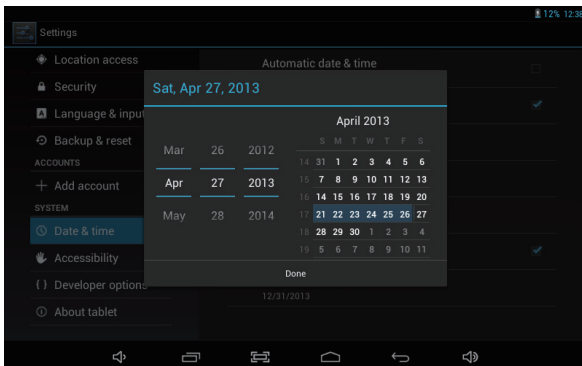 12% 12:38
Settings
Location access
Automatic date & time
Security
Sat, Apr 27, 2013
Language & input
April 2013
S M T W T F S
Backup & reset
Mar 26 2012
14 31 1 2 3 4 5 6
ACCOUNTS
Add account
Apr 27 2013
15 7 8 9 10 11 12 13
16 14 15 16 17 18 19 20
SYSTEM
May 28 2014
17 21 22 23 24 25 26 27
Date & time
18 28 29 30 1 2 3 4
Accessibility
19 5 6 7 8 9 10 11
Done
{ } Developer options
12/31/2013
About tablet